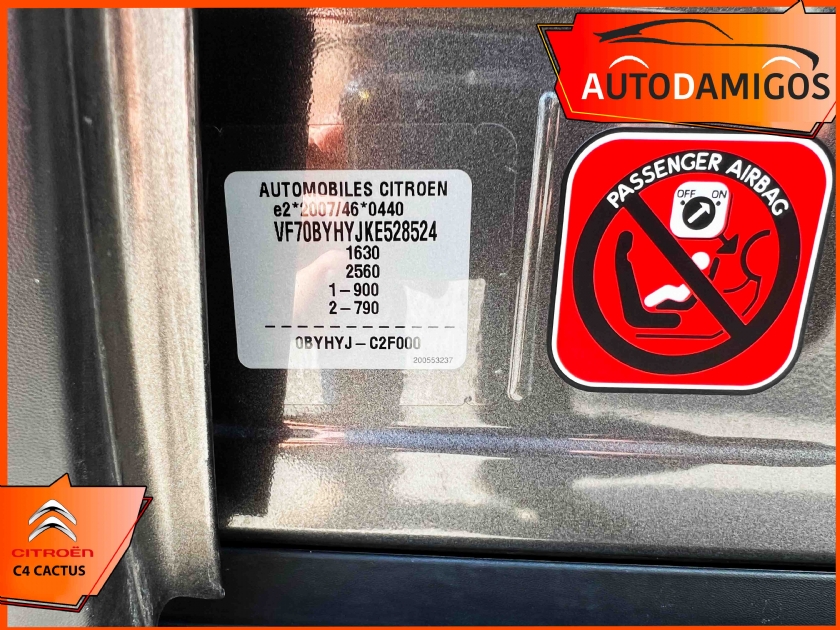 AUTODAMIGOS
AUTOMOBILES CITROEN
e2*2007/46*0440
VF70BYHYJKE528524
1630
2560
1-900
2-790
0BYHYJ-C2F000
200553237
PASSENGER AIRBAG
OFF ON
CITROËN
C4 CACTUS